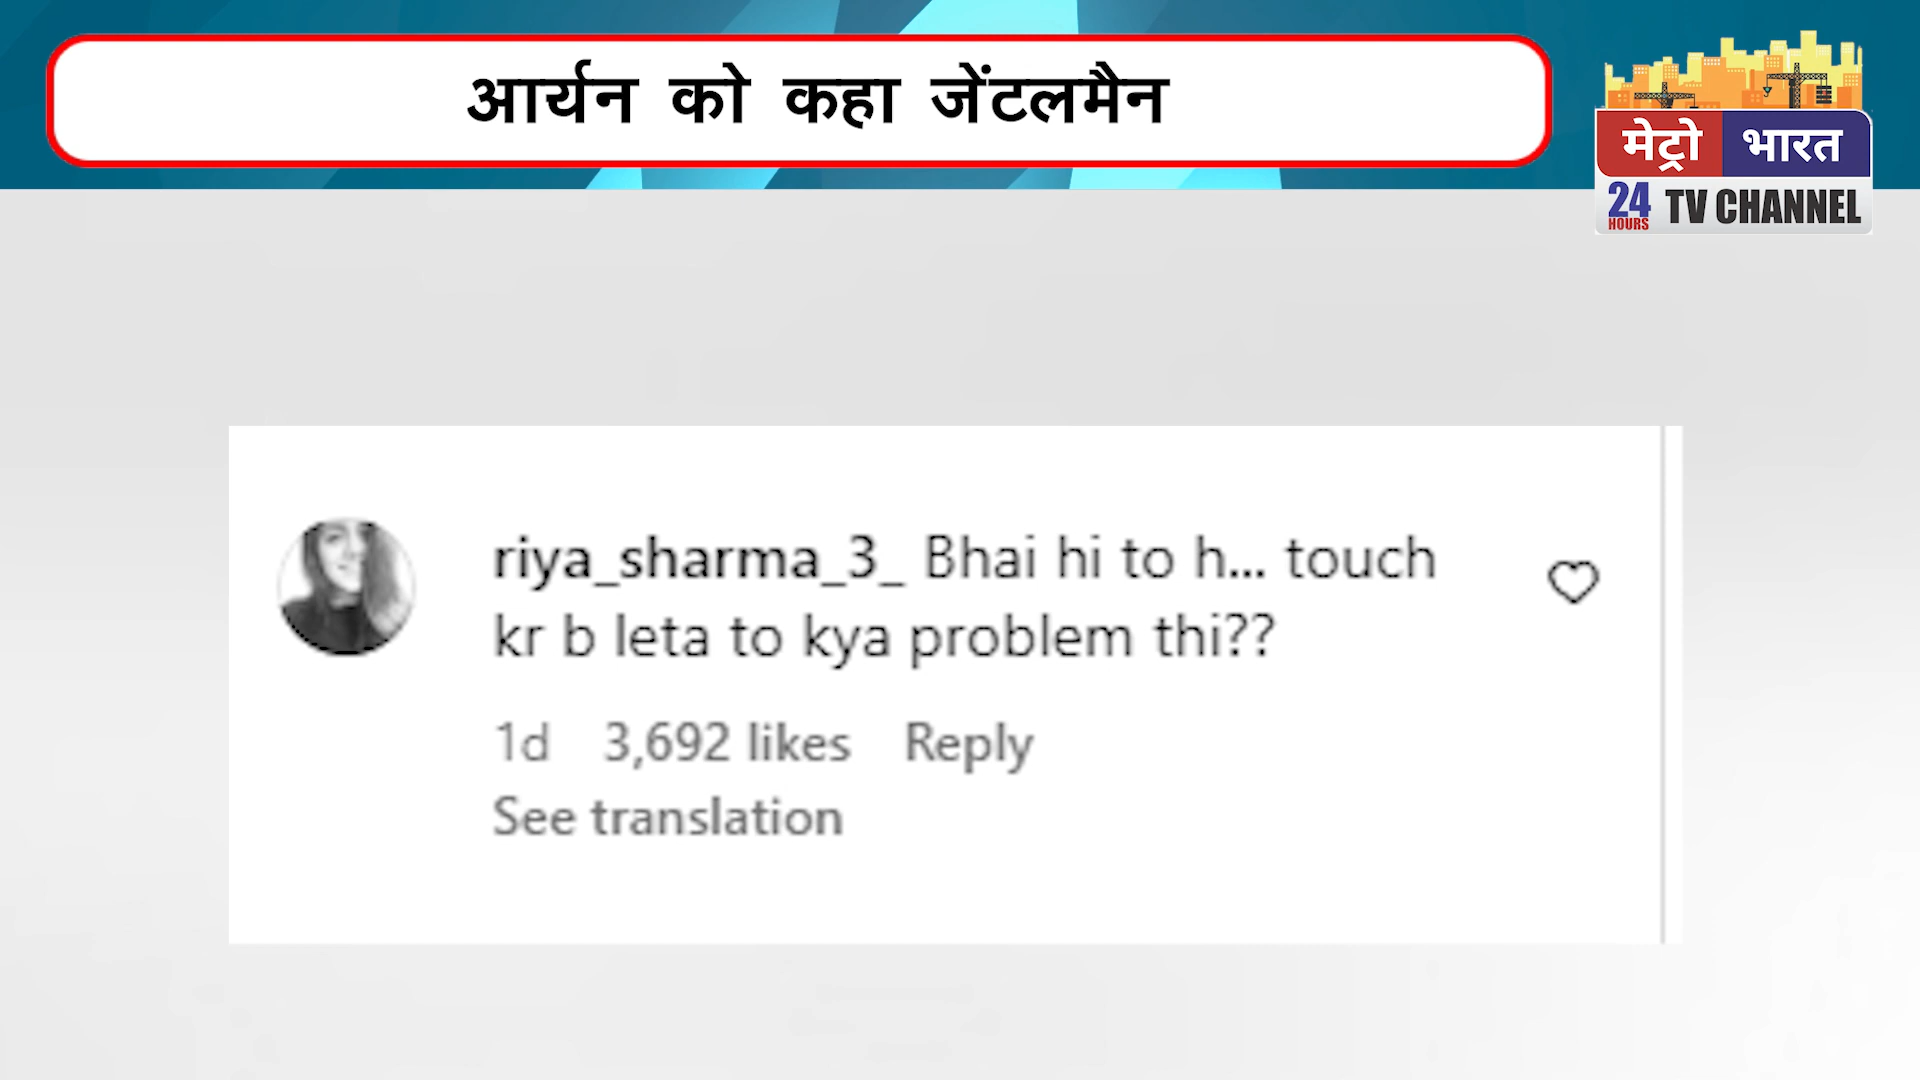 आर्यन को कहा जेंटलमैन
मेट्रो भारत
24 HOURS TV CHANNEL
riya_sharma_3_ Bhai hi to h... touch
kr b leta to kya problem thi??
1d 3,692 likes Reply
See translation